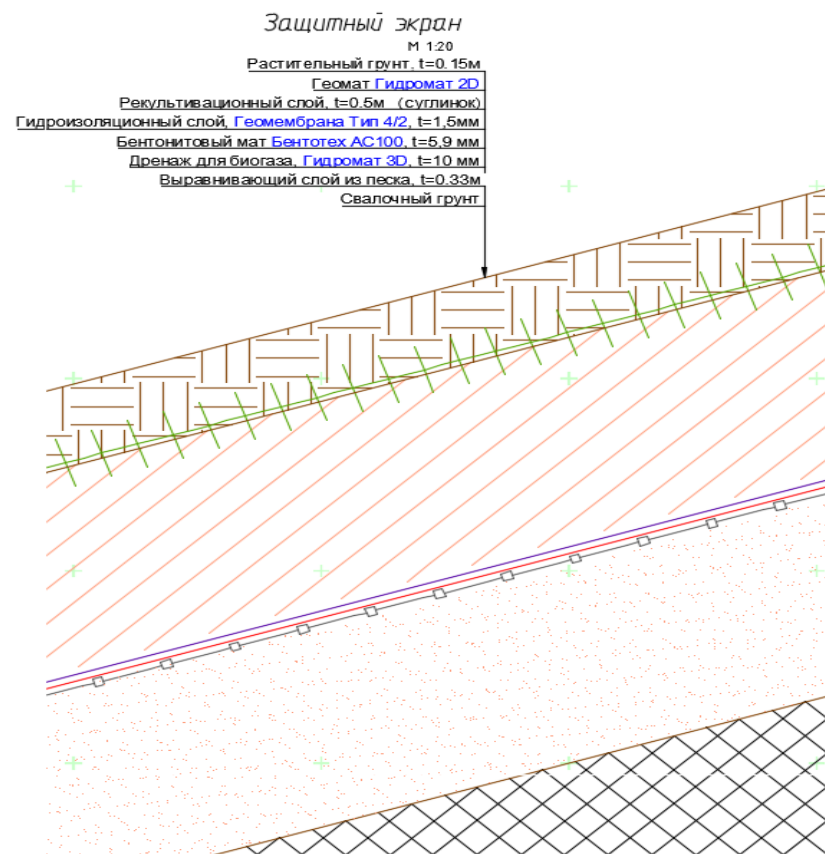 Защитный экран
М 1:20
Растительный грунт, t=0.15м
Геомат Гидромат 2D
Рекультивационный слой, t=0.5м (суглинок)
Гидроизоляционный слой, Геомембрана Тип 4/2, t=1,5мм
Бентонитовый мат Бентотех АС100, t=5,9 мм
Дренаж для биогаза, Гидромат 3D, t=10 мм
Выравнивающий слой из песка, t=0.33м
Свалочный грунт